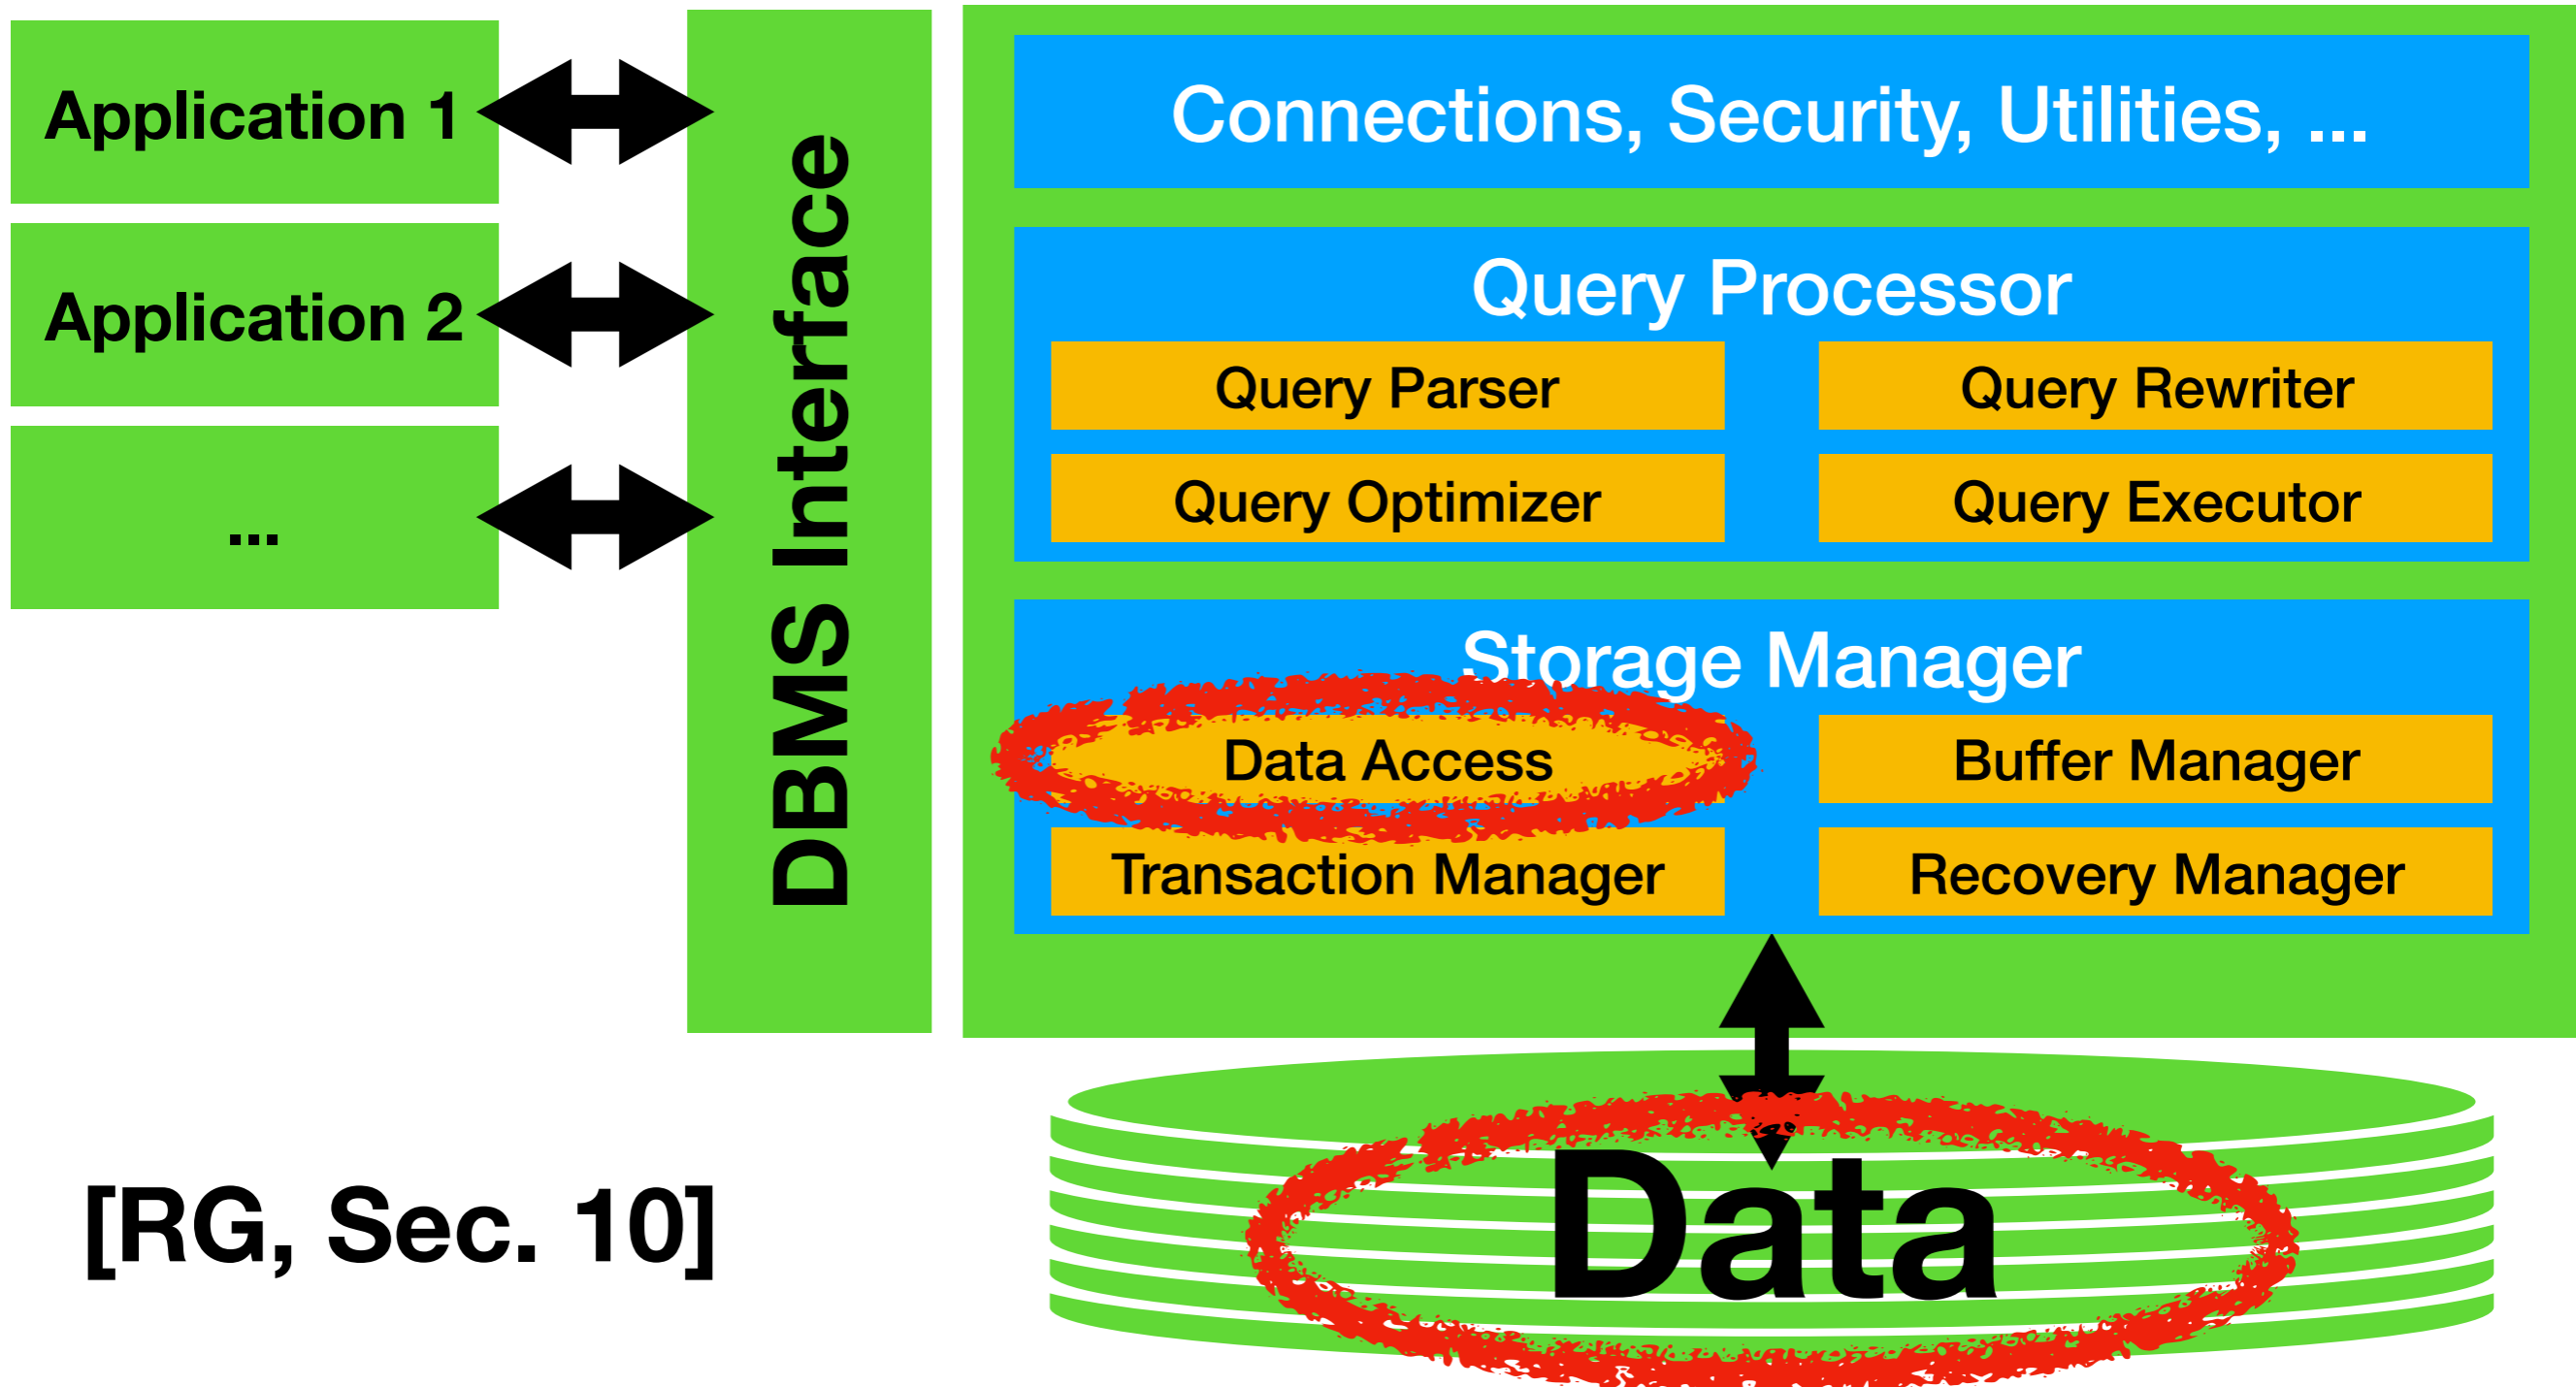 Application 1
Application 2
...
DBMS Interface
Connections, Security, Utilities, ...
Query Processor
Query Parser
Query Rewriter
Query Optimizer
Query Executor
Storage Manager
Data Access
Buffer Manager
Transaction Manager
Recovery Manager
Data
[RG, Sec. 10]